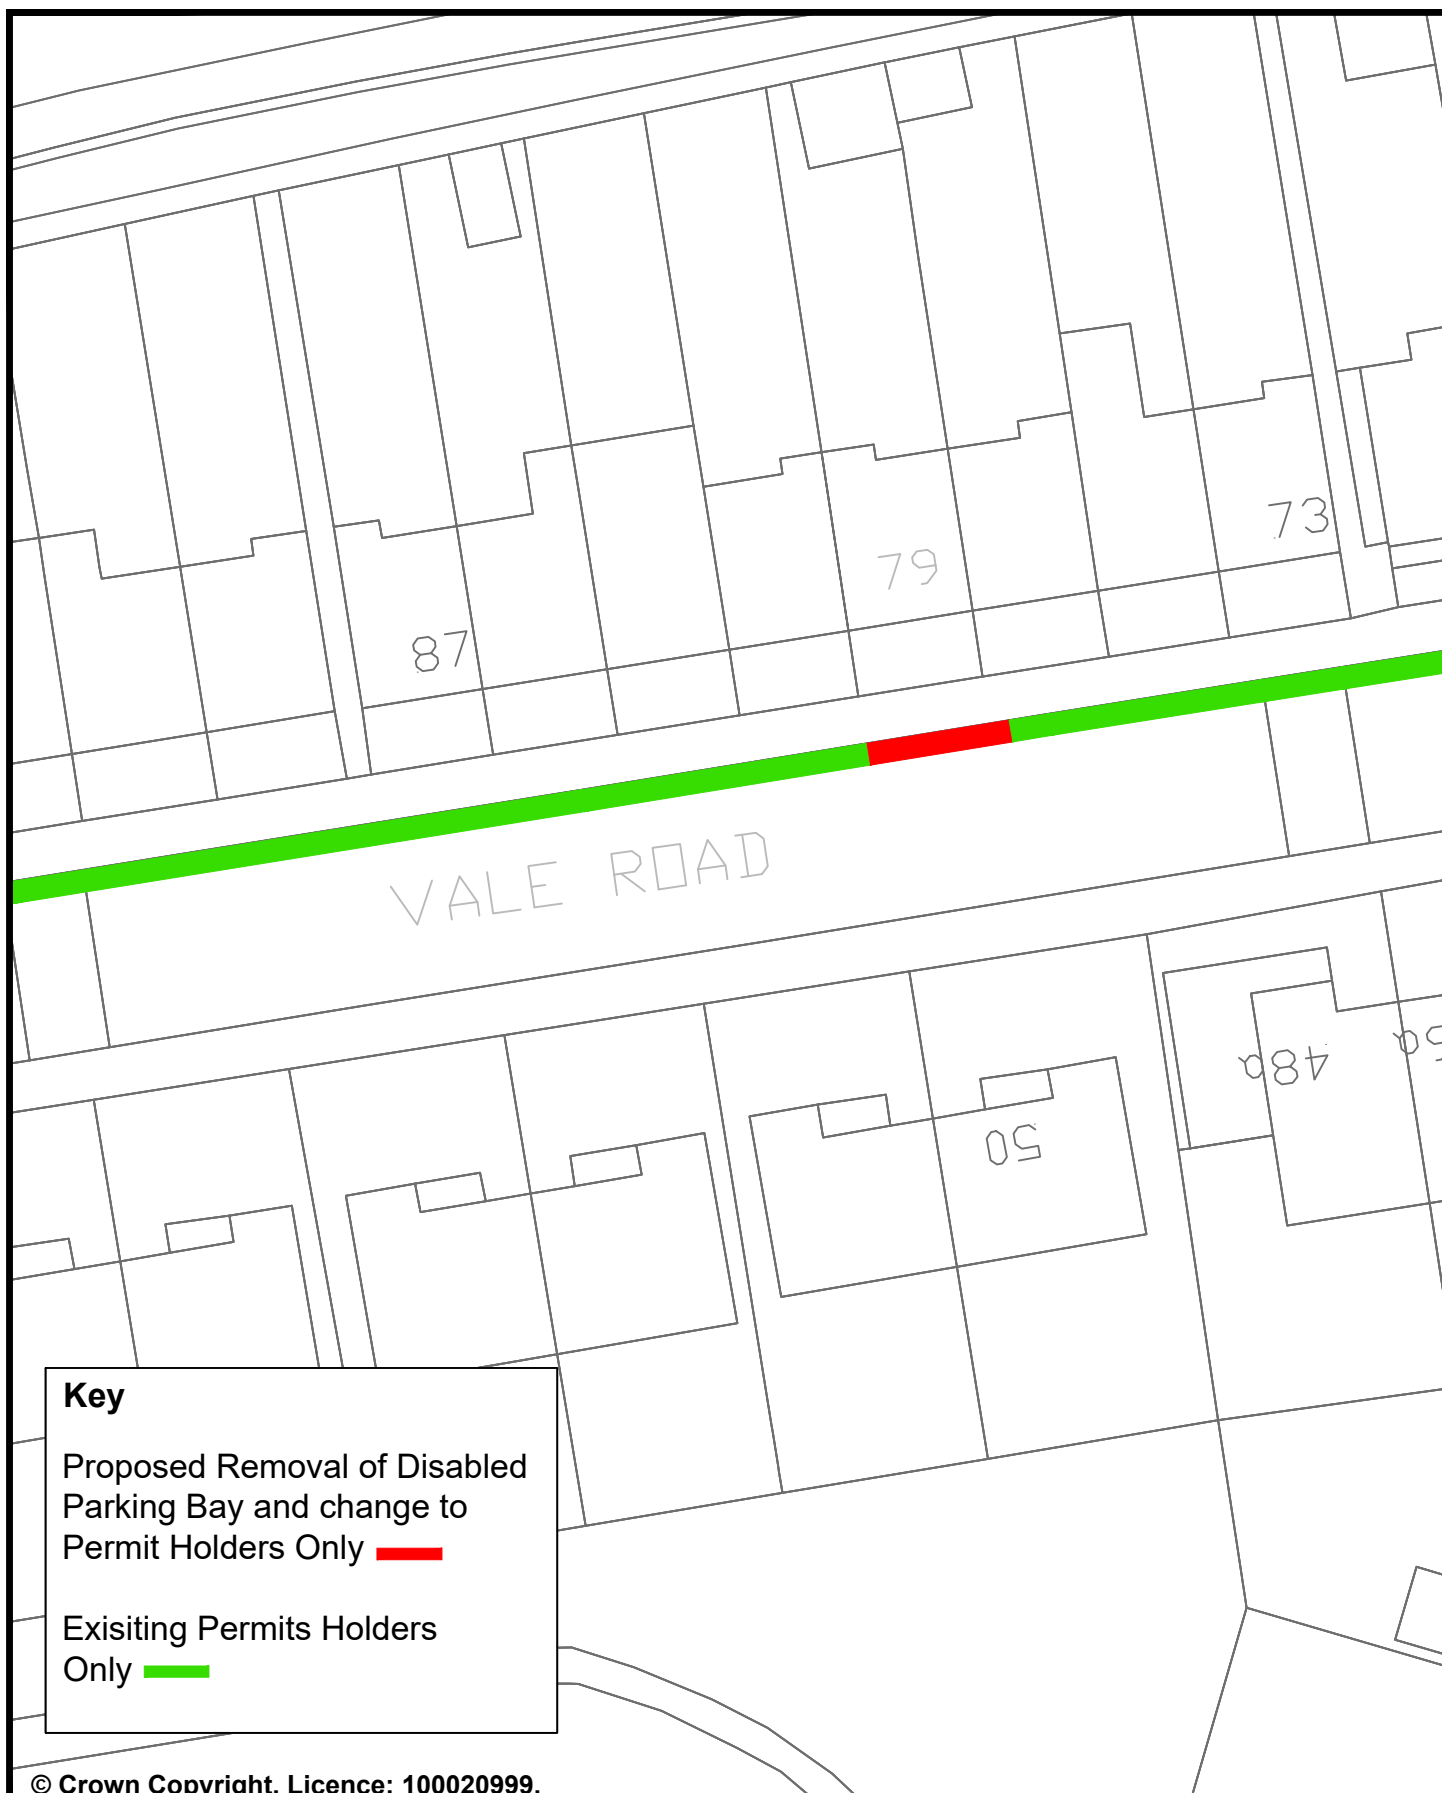 73
79
87
VALE ROAD
48a
50
Key
Proposed Removal of Disabled
Parking Bay and change to
Permit Holders Only
Exisiting Permits Holders
Only
© Crown Copyright. Licence: 100020999.